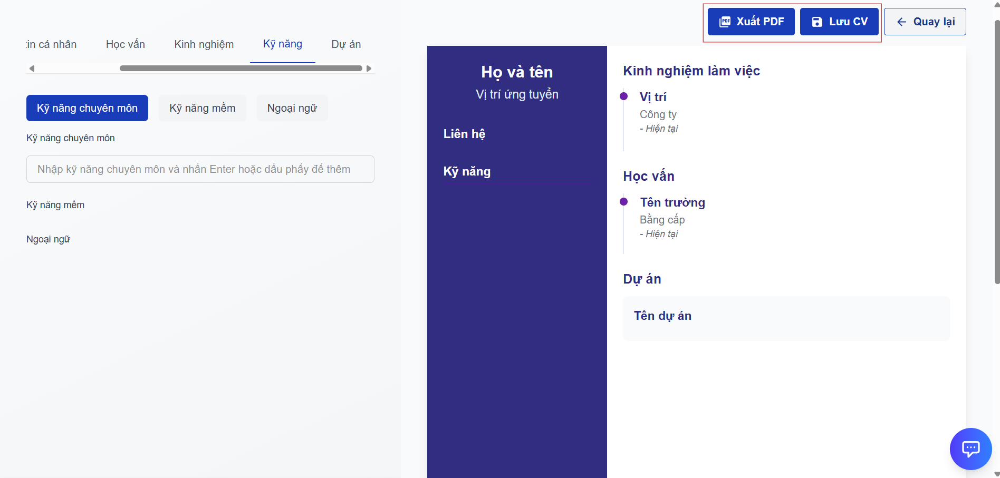 Xuất PDF
Lưu CV
Quay lại
tin cá nhân
Học vấn
Kinh nghiệm
Kỹ năng
Dự án
Kỹ năng chuyên môn
Kỹ năng mềm
Ngoại ngữ
Kỹ năng chuyên môn
Nhập kỹ năng chuyên môn và nhấn Enter hoặc dấu phẩy để thêm
Kỹ năng mềm
Ngoại ngữ
Họ và tên
Vị trí ứng tuyển
Liên hệ
Kỹ năng
Kinh nghiệm làm việc
Vị trí
Công ty
- Hiện tại
Học vấn
Tên trường
Bằng cấp
- Hiện tại
Dự án
Tên dự án